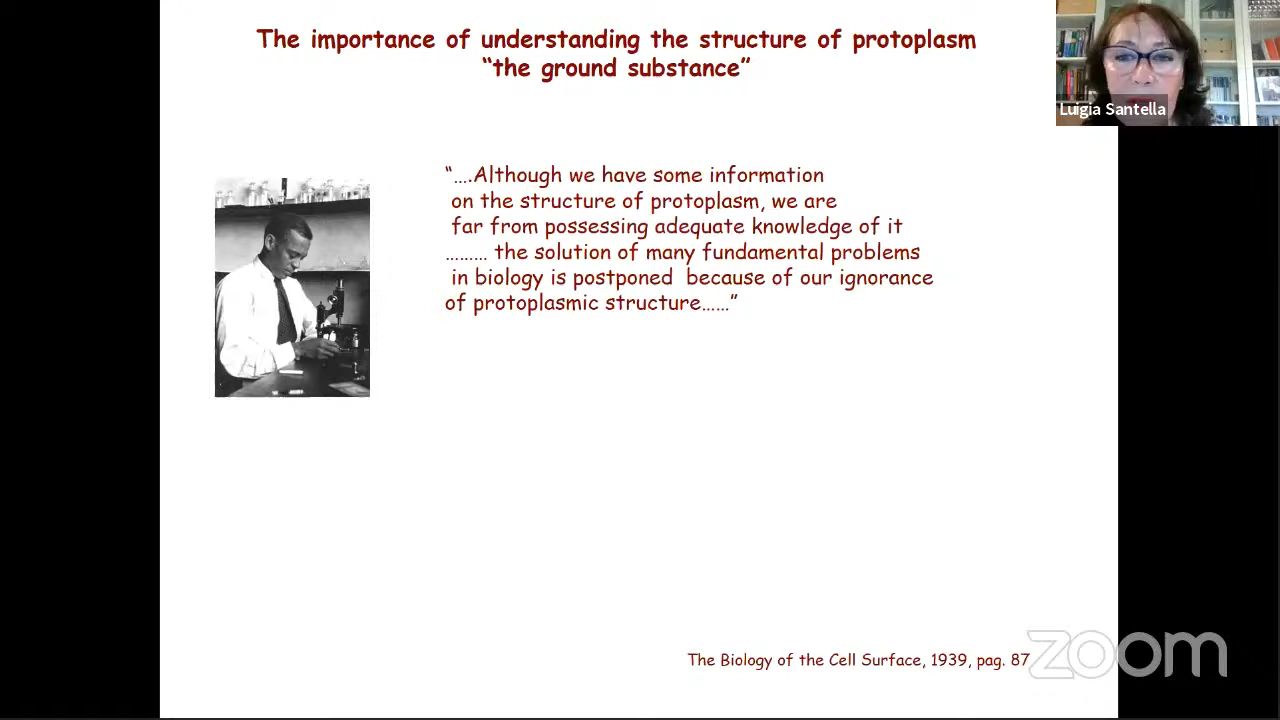 The importance of understanding the structure of protoplasm
“the ground substance”
Luigia Santella
“….Although we have some information
on the structure of protoplasm, we are
far from possessing adequate knowledge of it
……… the solution of many fundamental problems
in biology is postponed because of our ignorance
of protoplasmic structure……”
The Biology of the Cell Surface, 1939, pag. 87
zoom